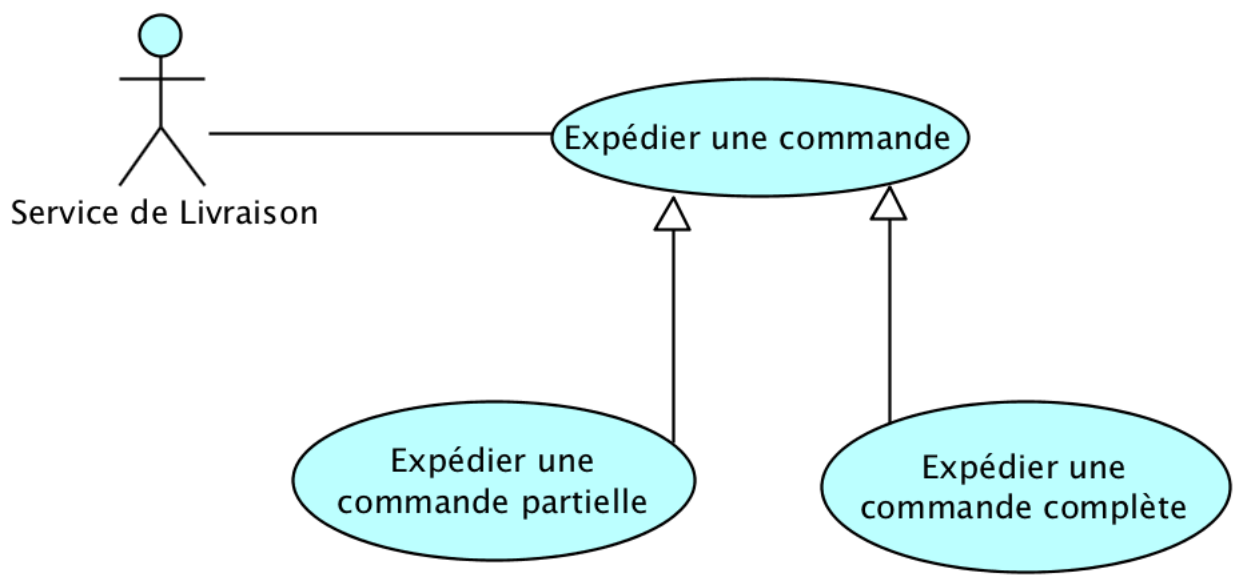 Expédier une commande
Service de Livraison
Expédier une
commande partielle
Expédier une
commande complète